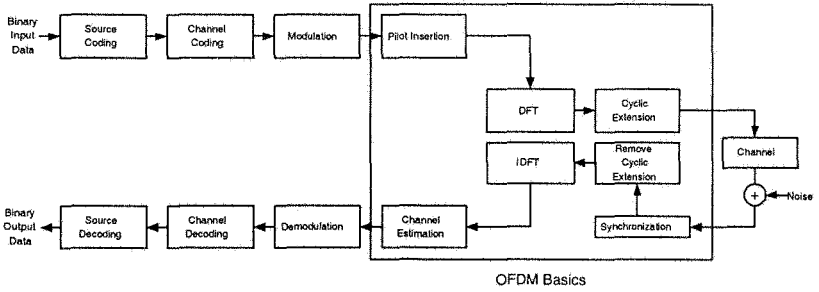 Binary
Input
Data
Source
Coding
Channel
Coding
Modulation
Pilot Insertion
DFT
Cyclic
Extension
Channel
IDFT
Remove
Cyclic
Extension
+
Noise
Binary
Output
Data
Source
Decoding
Channel
Decoding
Demodulation
Channel
Estimation
Synchronization
OFDM Basics